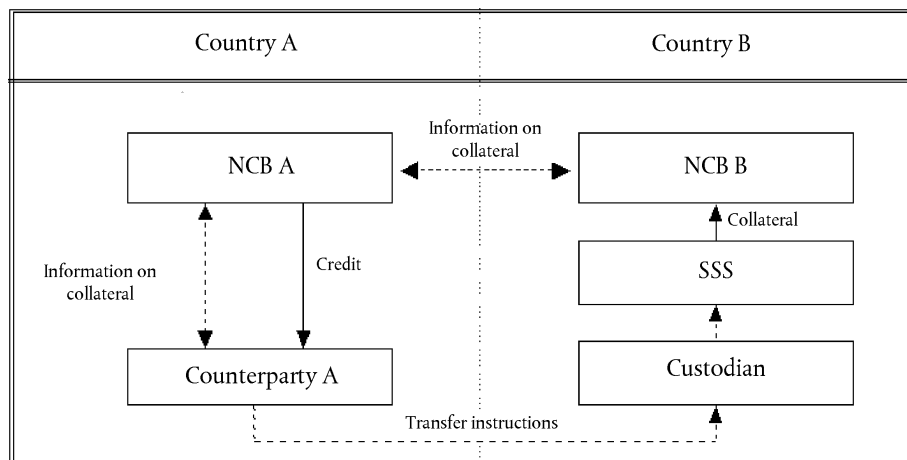 Country A
Country B
Information on
collateral
NCB A
NCB B
Collateral
Information on
collateral
Credit
SSS
Counterparty A
Custodian
Transfer instructions